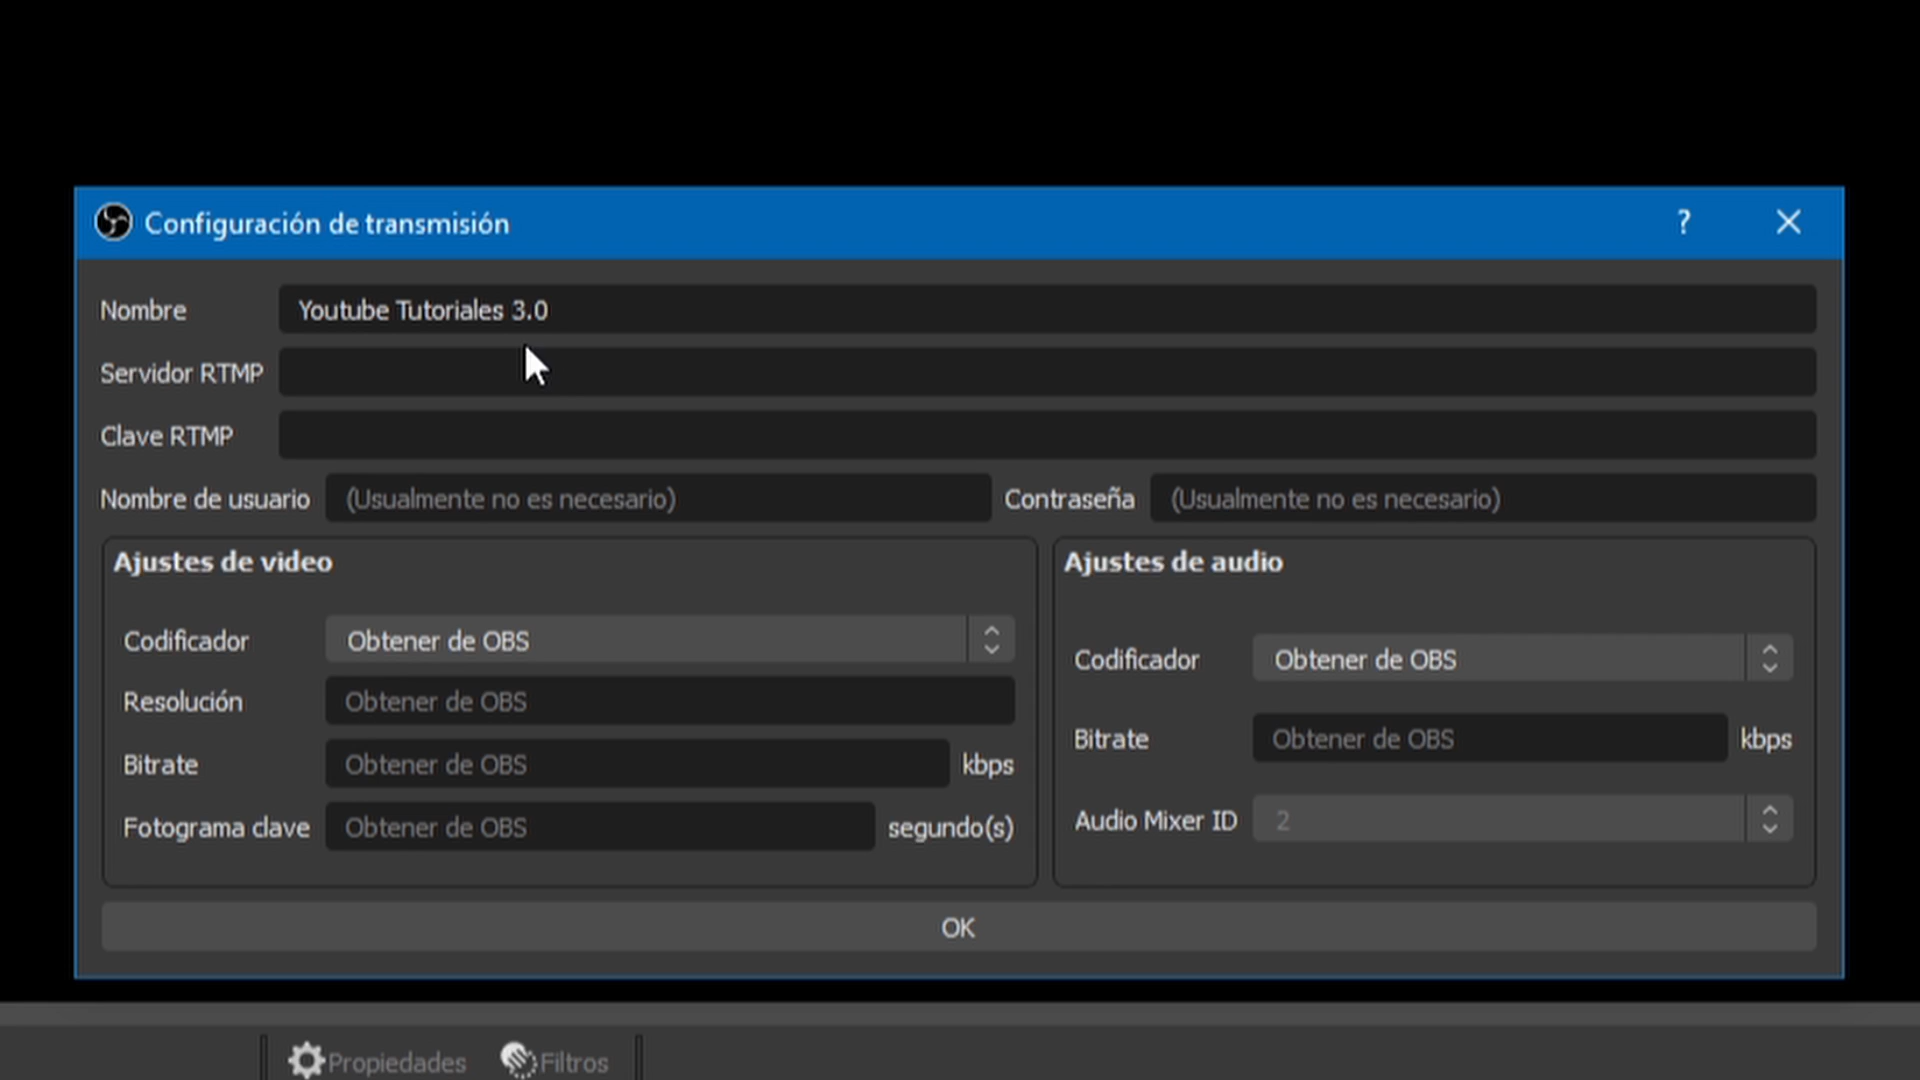 Configuración de transmisión ?
Nombre Youtube Tutoriales 3.0
Servidor RTMP
Clave RTMP
Nombre de usuario (Usualmente no es necesario) Contraseña (Usualmente no es necesario)
Ajustes de video
Codificador Obtener de OBS
Resolución Obtener de OBS
Bitrate Obtener de OBS kbps
Fotograma clave Obtener de OBS segundo(s)
Ajustes de audio
Codificador Obtener de OBS
Bitrate Obtener de OBS kbps
Audio Mixer ID 2
OK
Propiedades Filtros